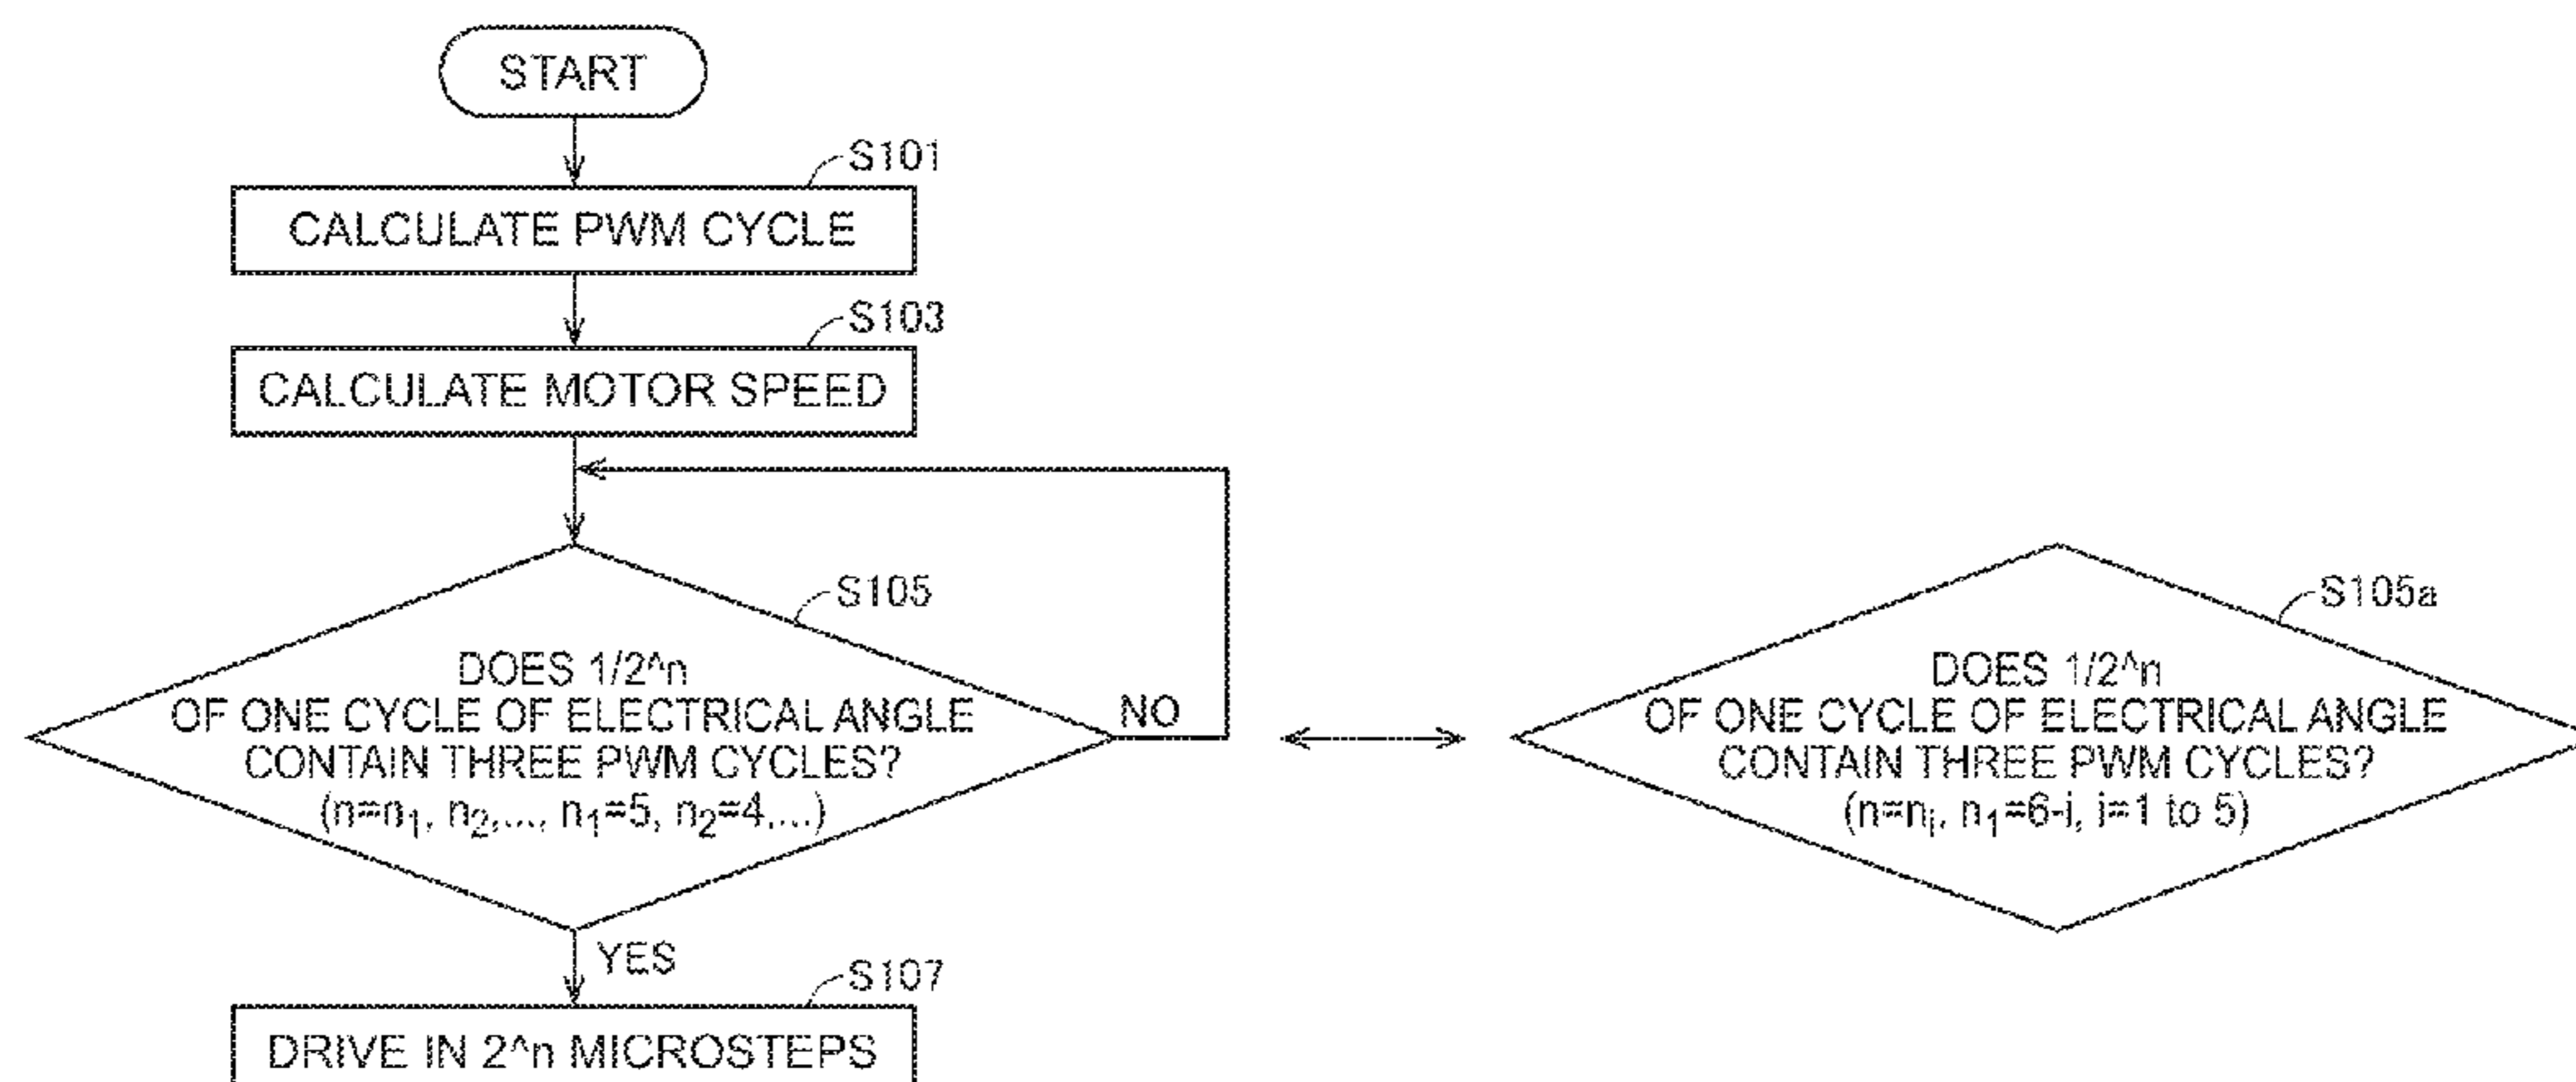 START
S101
CALCULATE PWM CYCLE
S103
CALCULATE MOTOR SPEED
S105
DOES 1/2^n
OF ONE CYCLE OF ELECTRICAL ANGLE
CONTAIN THREE PWM CYCLES?
(n=n₁, n₂,..., n₁=5, n₂=4,...)
NO
YES
S107
DRIVE IN 2^n MICROSTEPS
S105a
DOES 1/2^n
OF ONE CYCLE OF ELECTRICAL ANGLE
CONTAIN THREE PWM CYCLES?
(n=nᵢ, n₁=6-i, i=1 to 5)